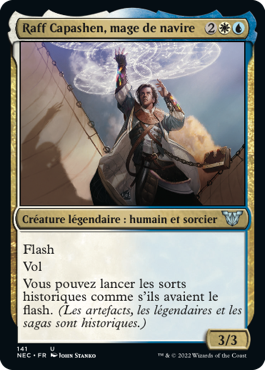 Raff Capashen, mage de navire 2
Créature légendaire : humain et sorcier
Flash
Vol
Vous pouvez lancer les sorts
historiques comme s'ils avaient le
flash. (Les artefacts, les légendaires et les
sagas sont historiques.)
3/3
141 U
NEC • FR John Stanko
™ & © 2022 Wizards of the Coast